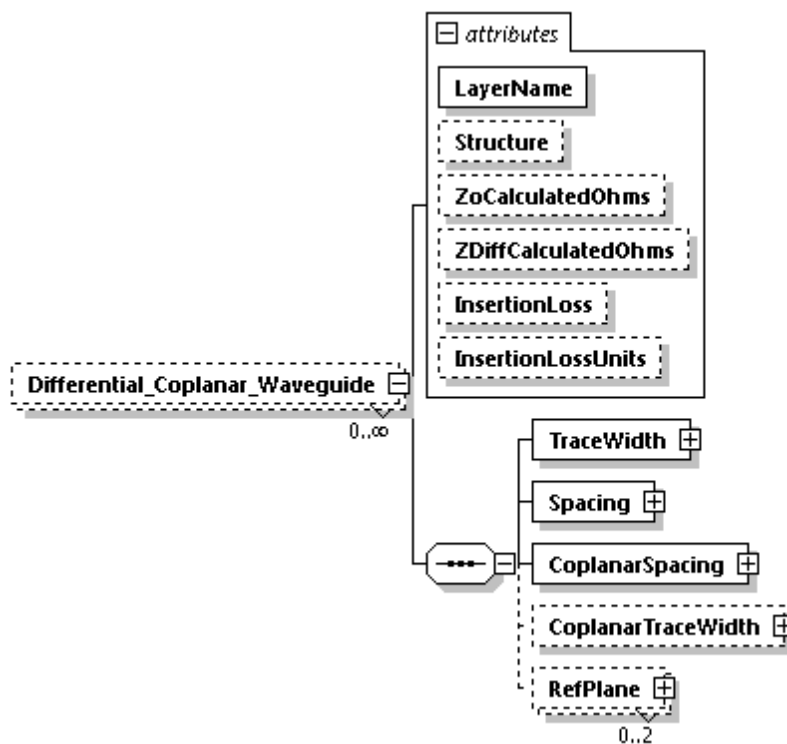 attributes
LayerName
Structure
ZoCalculatedOhms
ZDiffCalculatedOhms
InsertionLoss
InsertionLossUnits
Differential_Coplanar_Waveguide
0..∞
TraceWidth
Spacing
CoplanarSpacing
CoplanarTraceWidth
RefPlane
0..2